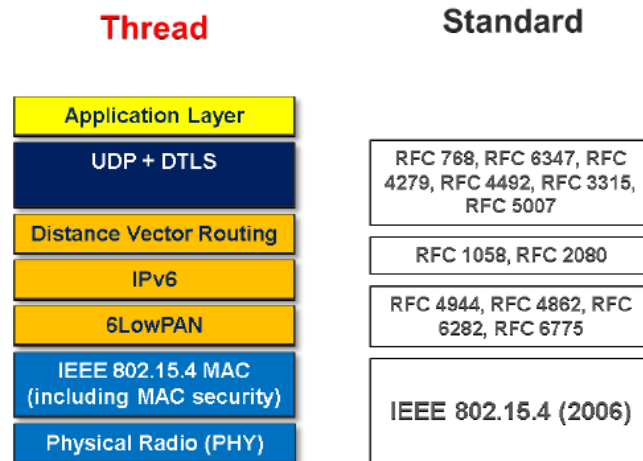 Thread
Standard
Application Layer
UDP + DTLS
RFC 768, RFC 6347, RFC
4279, RFC 4492, RFC 3315,
RFC 5007
Distance Vector Routing
RFC 1058, RFC 2080
IPv6
6LowPAN
RFC 4944, RFC 4862, RFC
6282, RFC 6775
IEEE 802.15.4 MAC
(including MAC security)
Physical Radio (PHY)
IEEE 802.15.4 (2006)